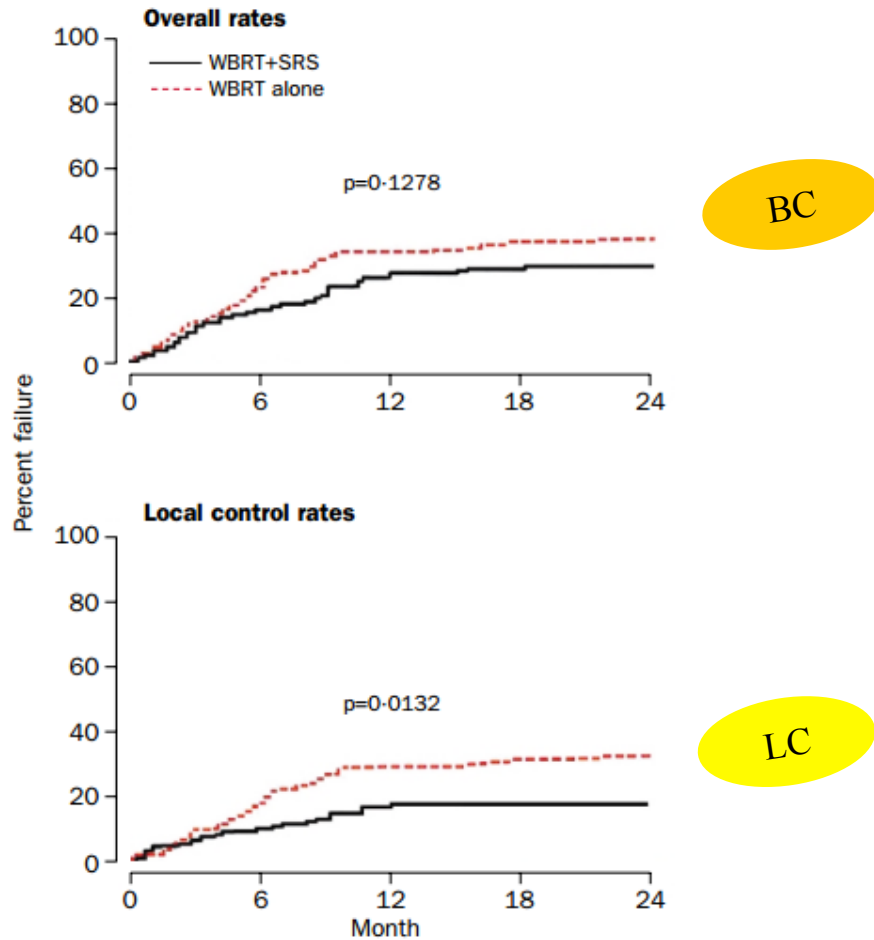 Overall rates
100
80
60
40
20
0
WBRT+SRS
WBRT alone
p=0·1278
BC
0 6 12 18 24
Percent failure
Local control rates
100
80
60
40
20
0
p=0·0132
LC
0 6 12 18 24
Month